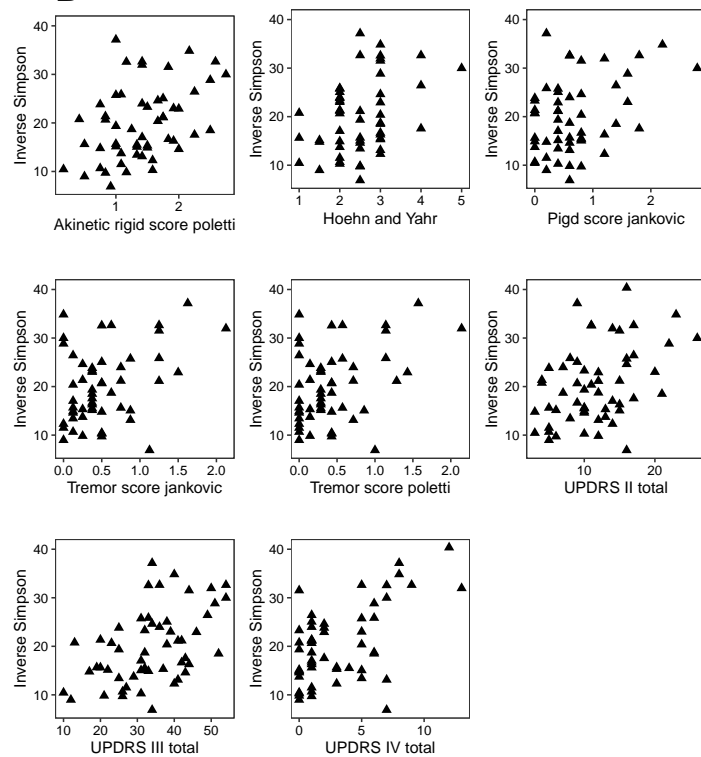 40
30
20
10
Inverse Simpson
1 2
Akinetic rigid score poletti
40
30
20
10
Inverse Simpson
1 2 3 4 5
Hoehn and Yahr
40
30
20
10
Inverse Simpson
0 1 2
Pigd score jankovic
40
30
20
10
Inverse Simpson
0.0 0.5 1.0 1.5 2.0
Tremor score jankovic
40
30
20
10
Inverse Simpson
0.0 0.5 1.0 1.5 2.0
Tremor score poletti
40
30
20
10
Inverse Simpson
10 20
UPDRS II total
40
30
20
10
Inverse Simpson
10 20 30 40 50
UPDRS III total
40
30
20
10
Inverse Simpson
0 5 10
UPDRS IV total